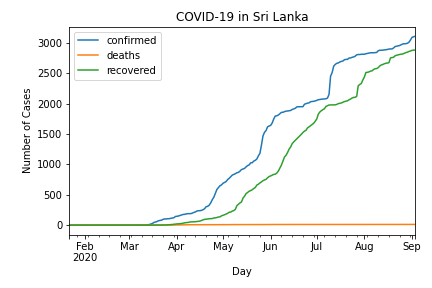 COVID-19 in Sri Lanka
confirmed
deaths
recovered
Number of Cases
3000
2500
2000
1500
1000
500
0
Feb Mar Apr May Jun Jul Aug Sep
2020
Day